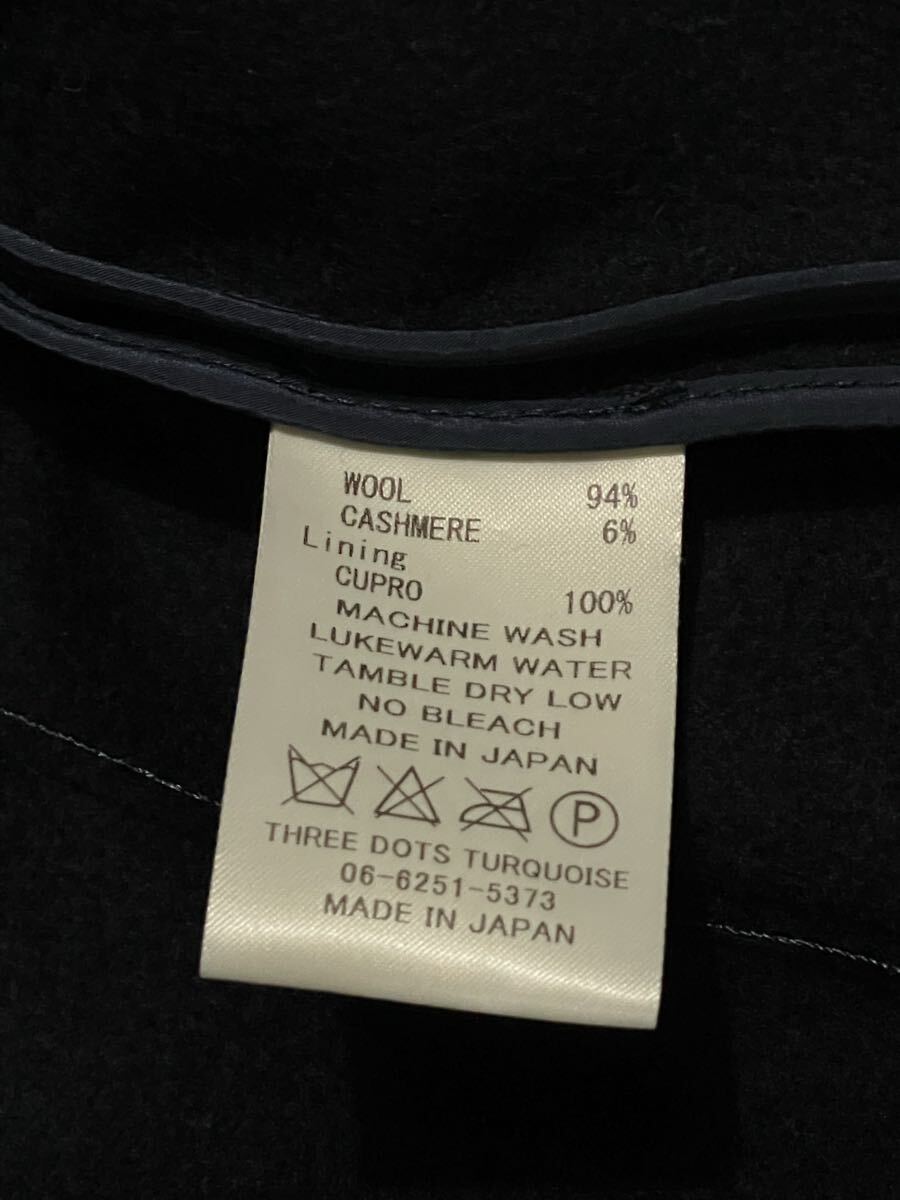 WOOL 94%
CASHMERE 6%
Lining
CUPRO 100%
MACHINE WASH
LUKEWARM WATER
TAMBLE DRY LOW
NO BLEACH
MADE IN JAPAN
P
THREE DOTS TURQUOISE
06-6251-5373
MADE IN JAPAN